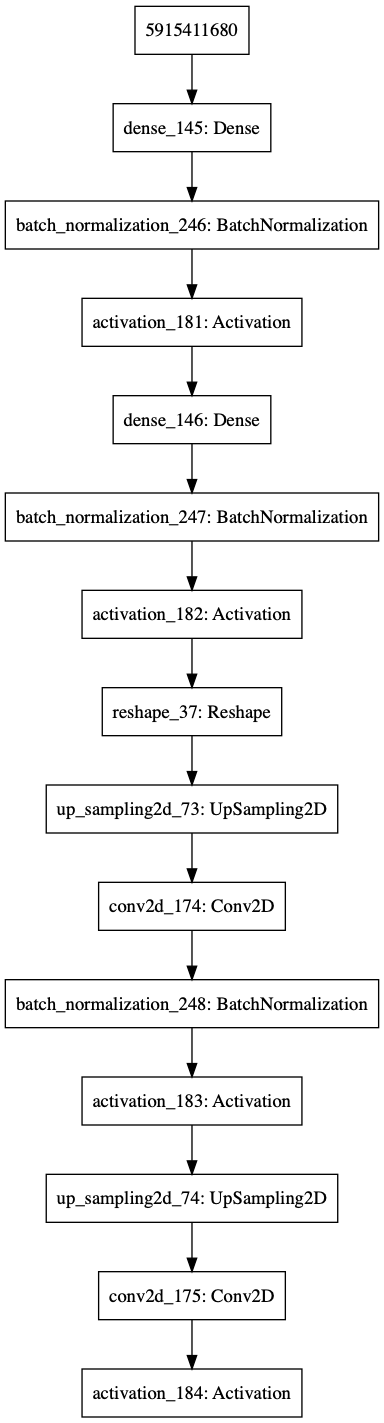 5915411680
dense_145: Dense
batch_normalization_246: BatchNormalization
activation_181: Activation
dense_146: Dense
batch_normalization_247: BatchNormalization
activation_182: Activation
reshape_37: Reshape
up_sampling2d_73: UpSampling2D
conv2d_174: Conv2D
batch_normalization_248: BatchNormalization
activation_183: Activation
up_sampling2d_74: UpSampling2D
conv2d_175: Conv2D
activation_184: Activation